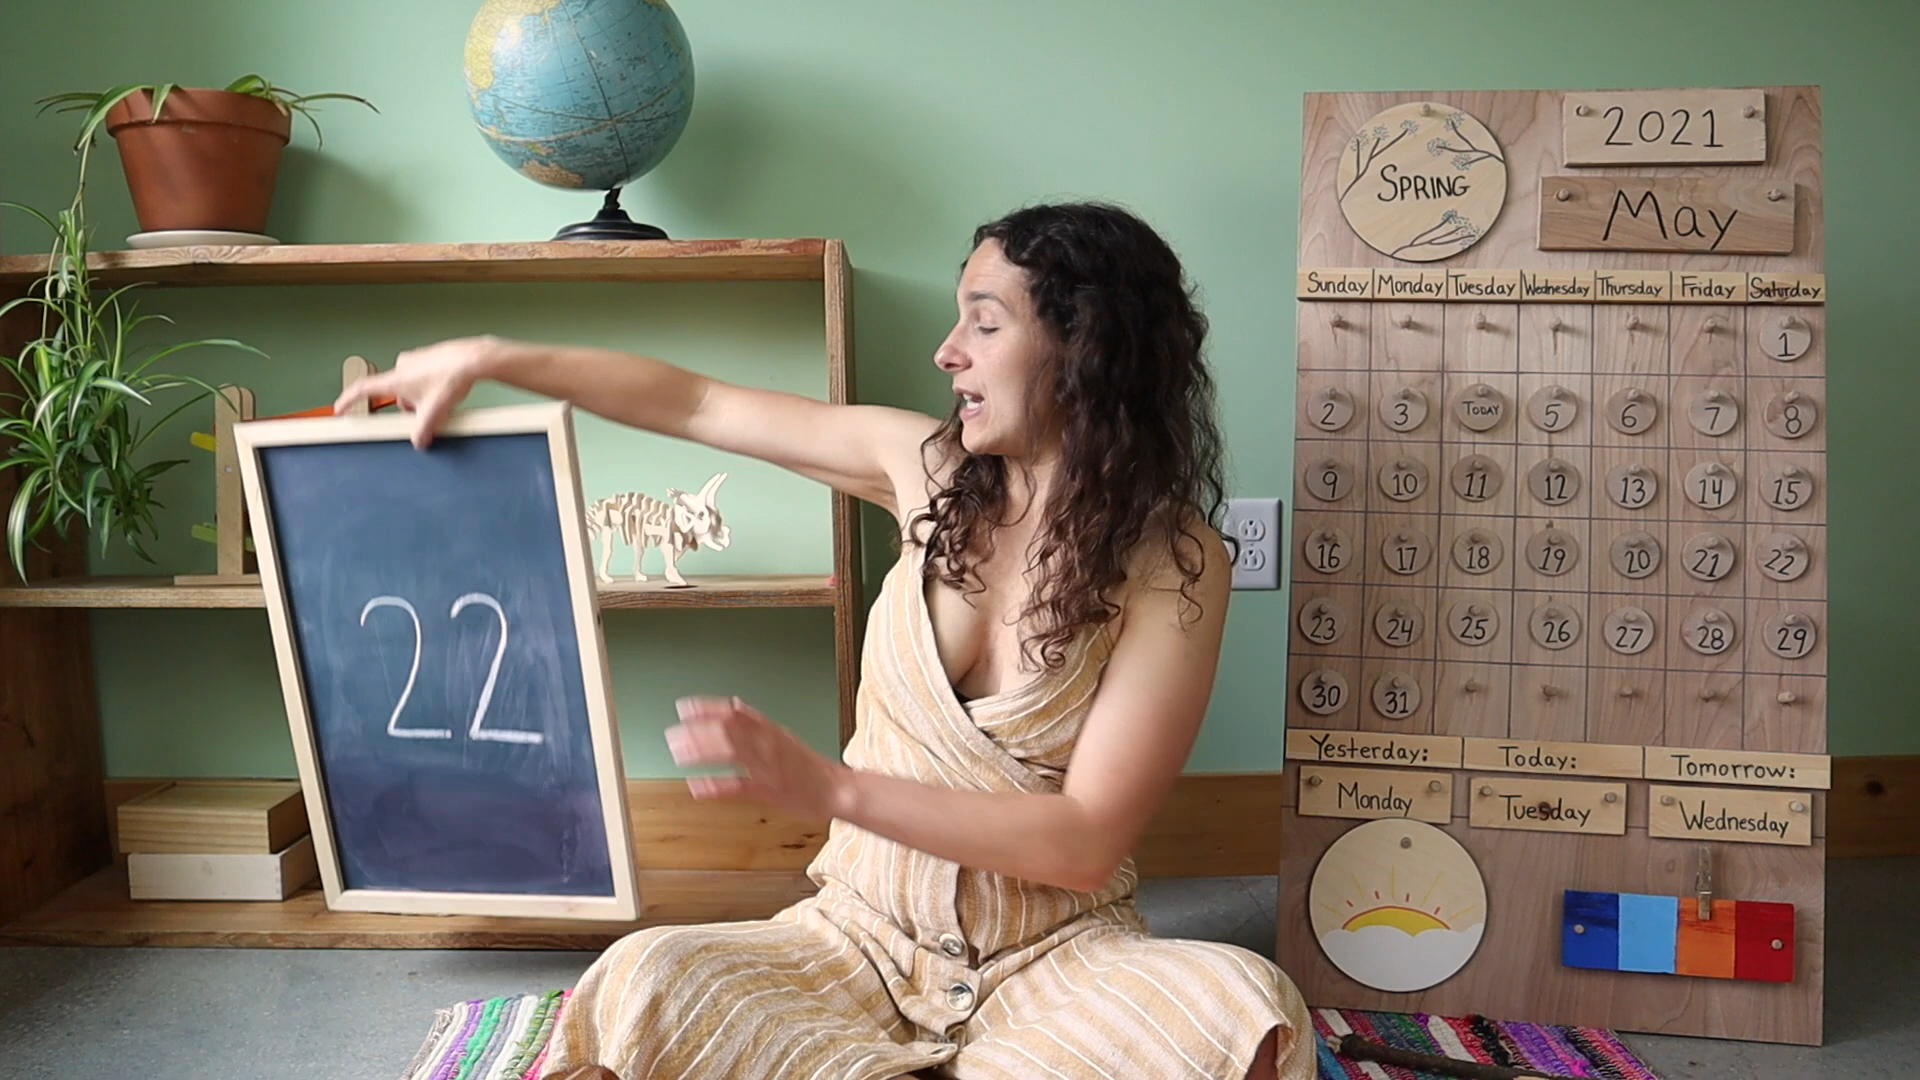 22
SPRING
2021
May
Sunday Monday Tuesday Wednesday Thursday Friday Saturday
1
2 3 TODAY 5 6 7 8
9 10 11 12 13 14 15
16 17 18 19 20 21 22
23 24 25 26 27 28 29
30 31
Yesterday: Today: Tomorrow:
Monday Tuesday Wednesday